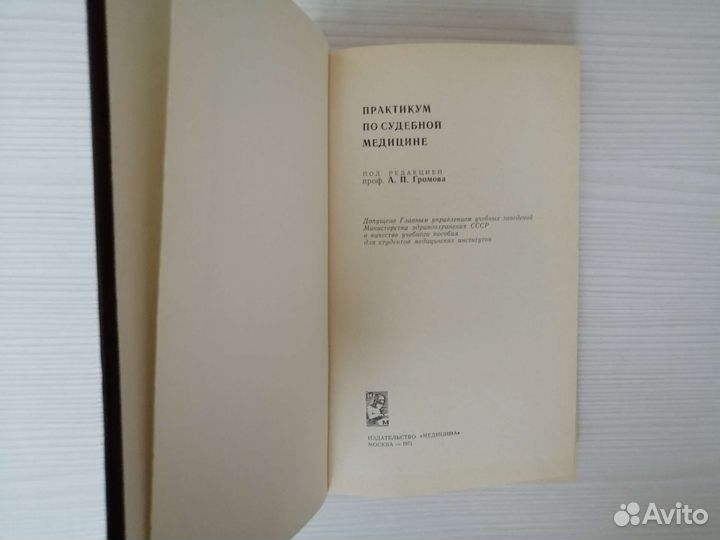 ПРАКТИКУМ
ПО СУДЕБНОЙ
МЕДИЦИНЕ
ПОД РЕДАКЦИЕЙ
проф. А. П. Громова
Допущено Главным управлением учебных заведений
Министерства здравоохранения СССР
в качестве учебного пособия
для студентов медицинских институтов
М
М
ИЗДАТЕЛЬСТВО «МЕДИЦИНА»
МОСКВА — 1971
Avito